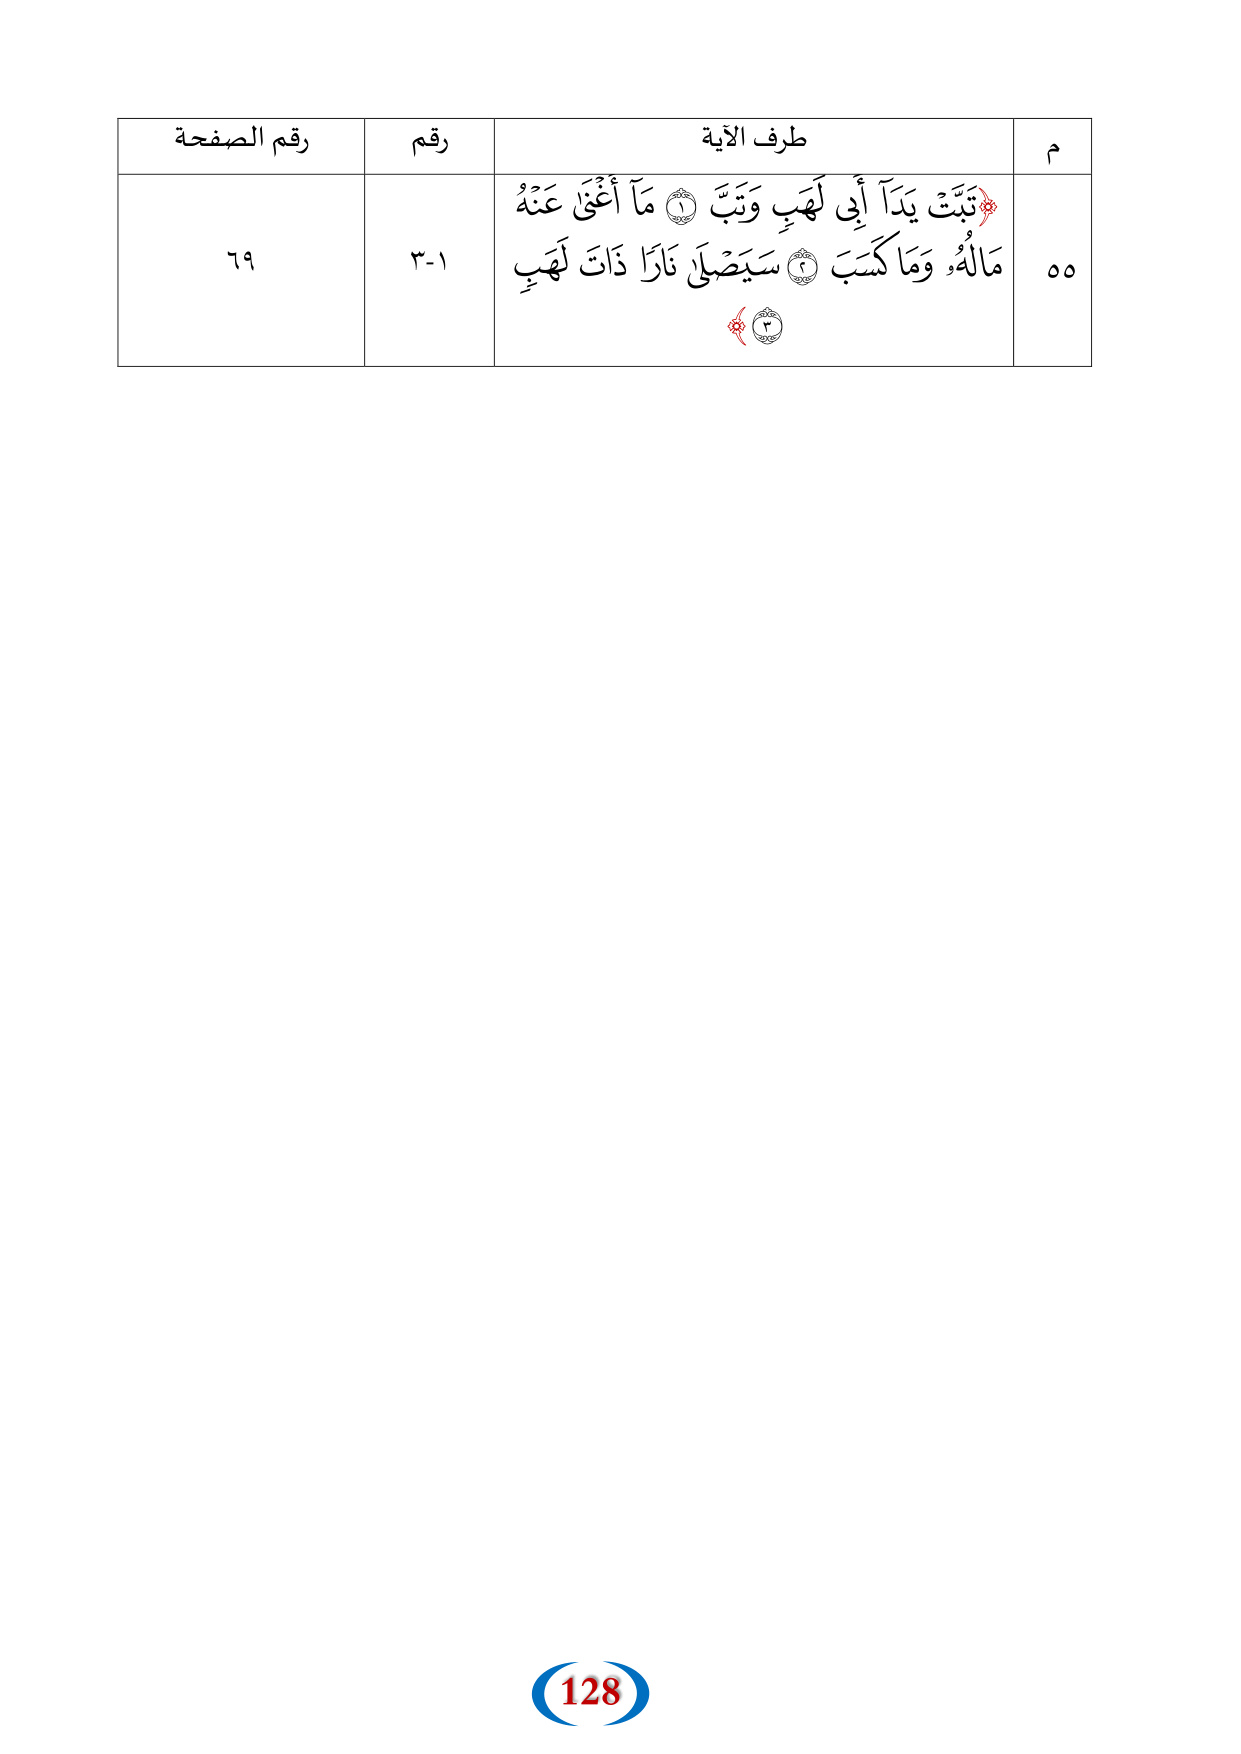 م طرف الآية رقم رقم الصفحة
﴿تَبَّتْ يَدَآ أَبِى لَهَبٍ وَتَبَّ ١ مَآ أَغْنَىٰ عَنْهُ
٥٥ مَالُهُۥ وَمَا كَسَبَ ٢ سَيَصْلَىٰ نَارًا ذَاتَ لَهَبٍ ١-٣ ٦٩
٣ ﴾
128